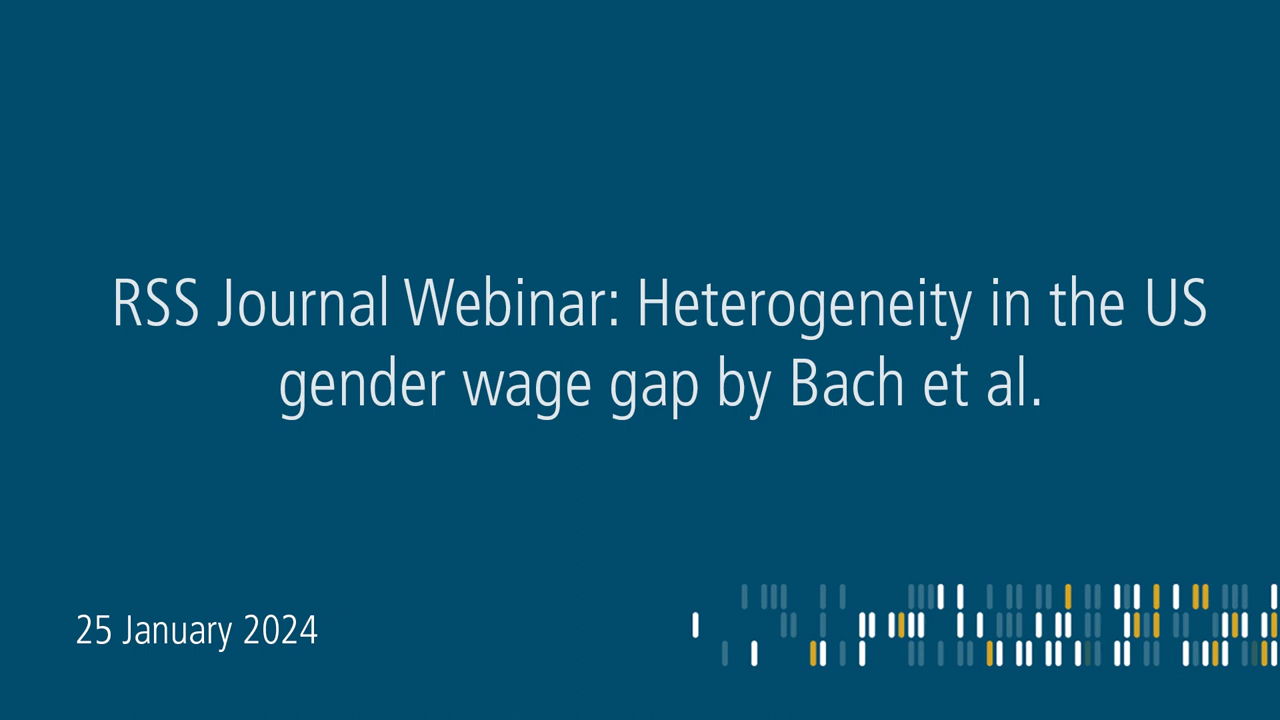 RSS Journal Webinar: Heterogeneity in the US
gender wage gap by Bach et al.
25 January 2024